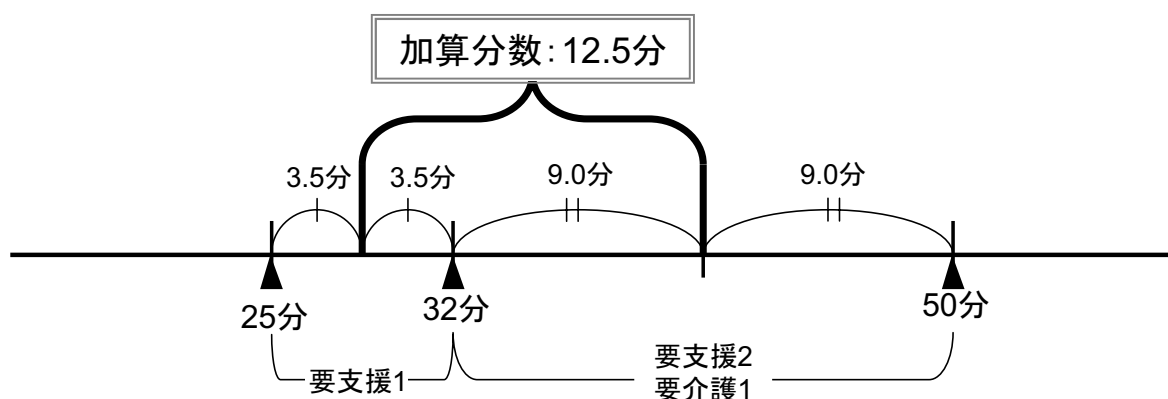 加算分数:12.5分
3.5分
3.5分
9.0分
9.0分
25分
32分
50分
要支援1
要支援2
要介護1